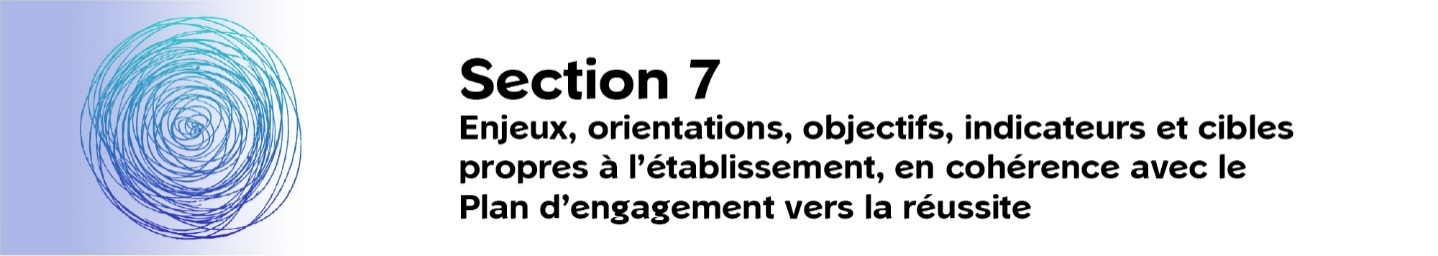 Section 7
Enjeux, orientations, objectifs, indicateurs et cibles
propres à l’établissement, en cohérence avec le
Plan d’engagement vers la réussite